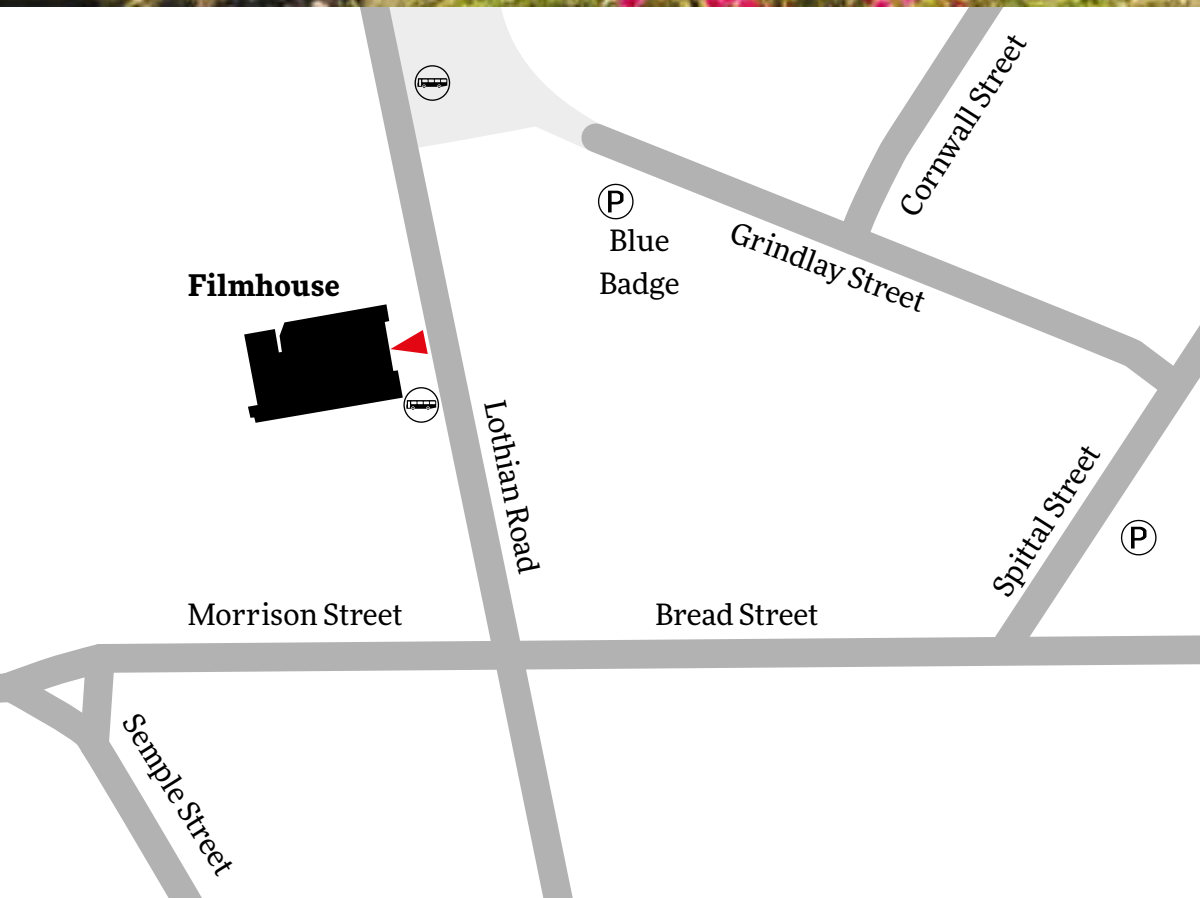 Cornwall Street
P
Blue
Badge
Grindlay Street
Filmhouse
Lothian Road
Spittal Street
P
Morrison Street
Bread Street
Semple Street